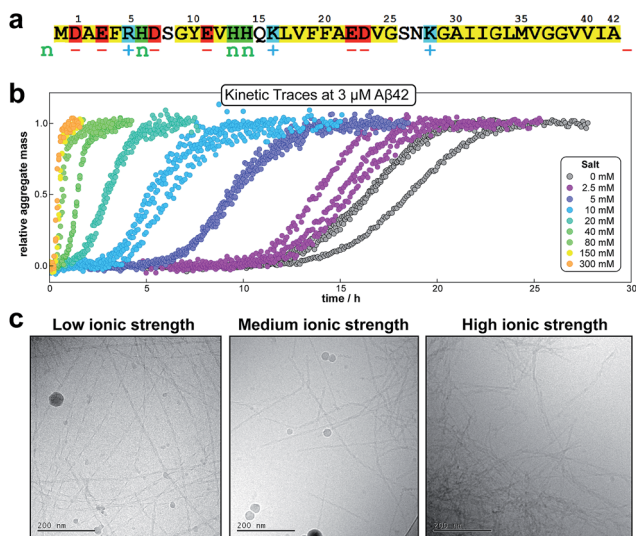 a
1 5 10 15 20 25 30 35 40 42
MDAEFRHDSGYEVHHQKLVFFAEDVGSNKGAIIGLMVGGVVIA
n − − + n − − n n + − − + −
b
Kinetic Traces at 3 µM Aβ42
relative aggregate mass
1.0
0.5
0.0
0 5 10 15 20 25 30
time / h
Salt
0 mM
2.5 mM
5 mM
10 mM
20 mM
40 mM
80 mM
150 mM
300 mM
c
Low ionic strength Medium ionic strength High ionic strength
200 nm 200 nm 200 nm